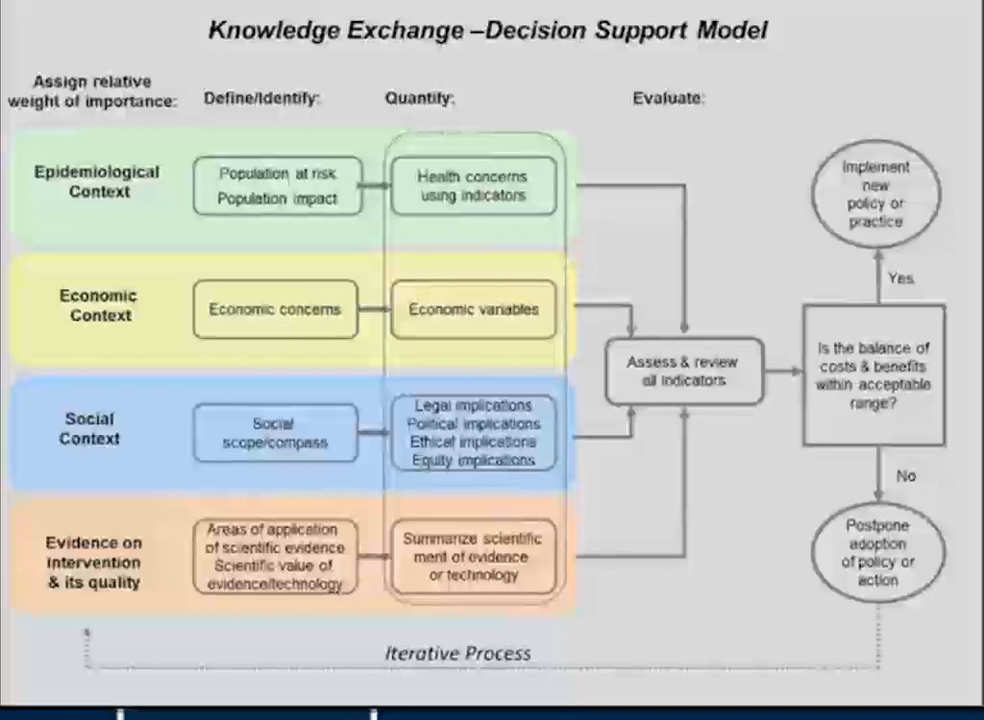 Knowledge Exchange –Decision Support Model
Assign relative
weight of importance:
Define/Identify:
Quantify:
Evaluate:
Epidemiological
Context
Population at risk
Population impact
Health concerns
using indicators
Economic
Context
Economic concerns
Economic variables
Social
Context
Social
scope/compass
Legal implications
Political implications
Ethical implications
Equity implications
Evidence on
intervention
& its quality
Areas of application
of scientific evidence
Scientific value of
evidence/technology
Summarize scientific
ment of evidence
or technology
Assess & review
all indicators
Is the balance of
costs & benefits
within acceptable
range?
Yes
Implement
new
policy or
practice
No
Postpone
adoption
of policy or
action
Iterative Process